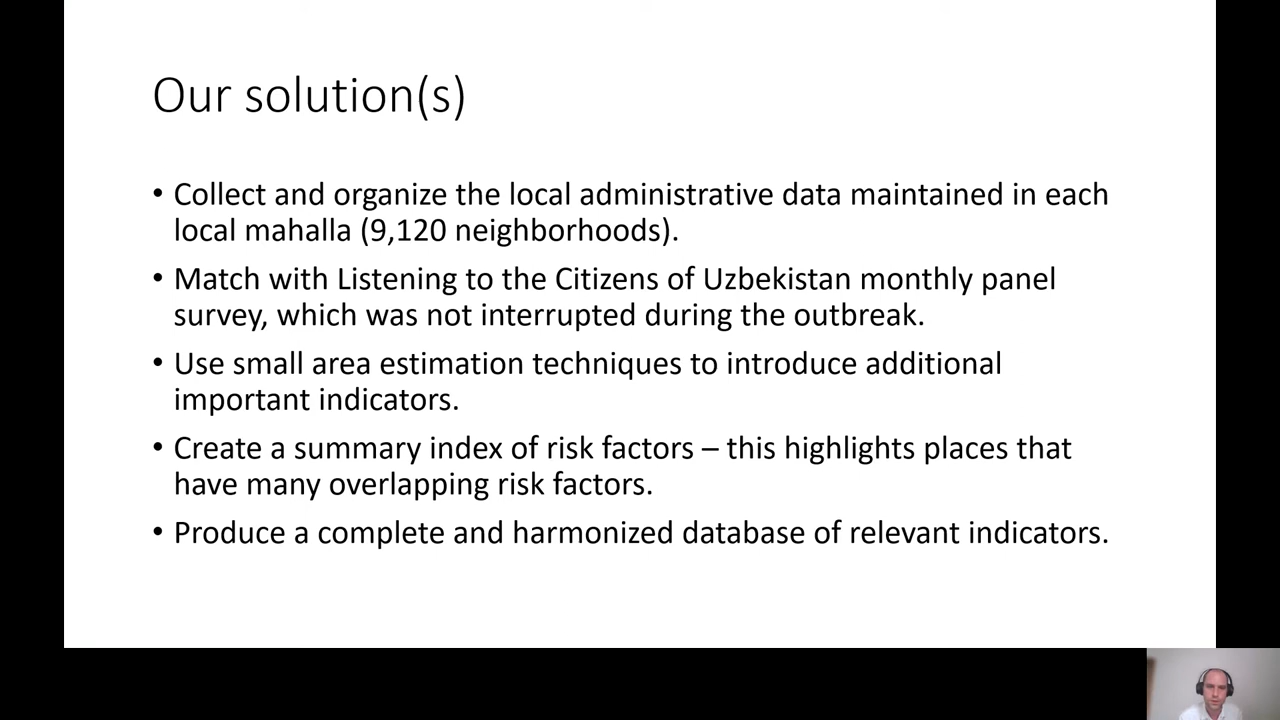 Our solution(s)
• Collect and organize the local administrative data maintained in each
local mahalla (9,120 neighborhoods).
• Match with Listening to the Citizens of Uzbekistan monthly panel
survey, which was not interrupted during the outbreak.
• Use small area estimation techniques to introduce additional
important indicators.
• Create a summary index of risk factors – this highlights places that
have many overlapping risk factors.
• Produce a complete and harmonized database of relevant indicators.